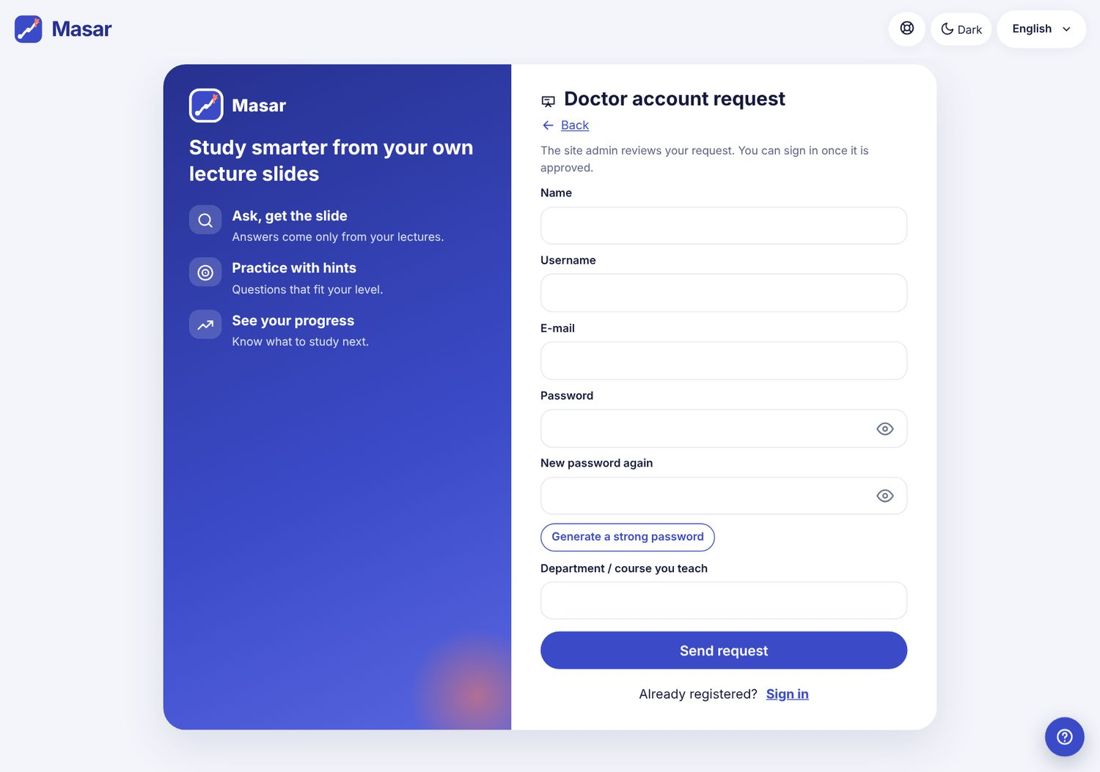 Masar
Dark
English
Masar
Study smarter from your own
lecture slides
Ask, get the slide
Answers come only from your lectures.
Practice with hints
Questions that fit your level.
See your progress
Know what to study next.
Doctor account request
Back
The site admin reviews your request. You can sign in once it is
approved.
Name
Username
E-mail
Password
New password again
Generate a strong password
Department / course you teach
Send request
Already registered? Sign in